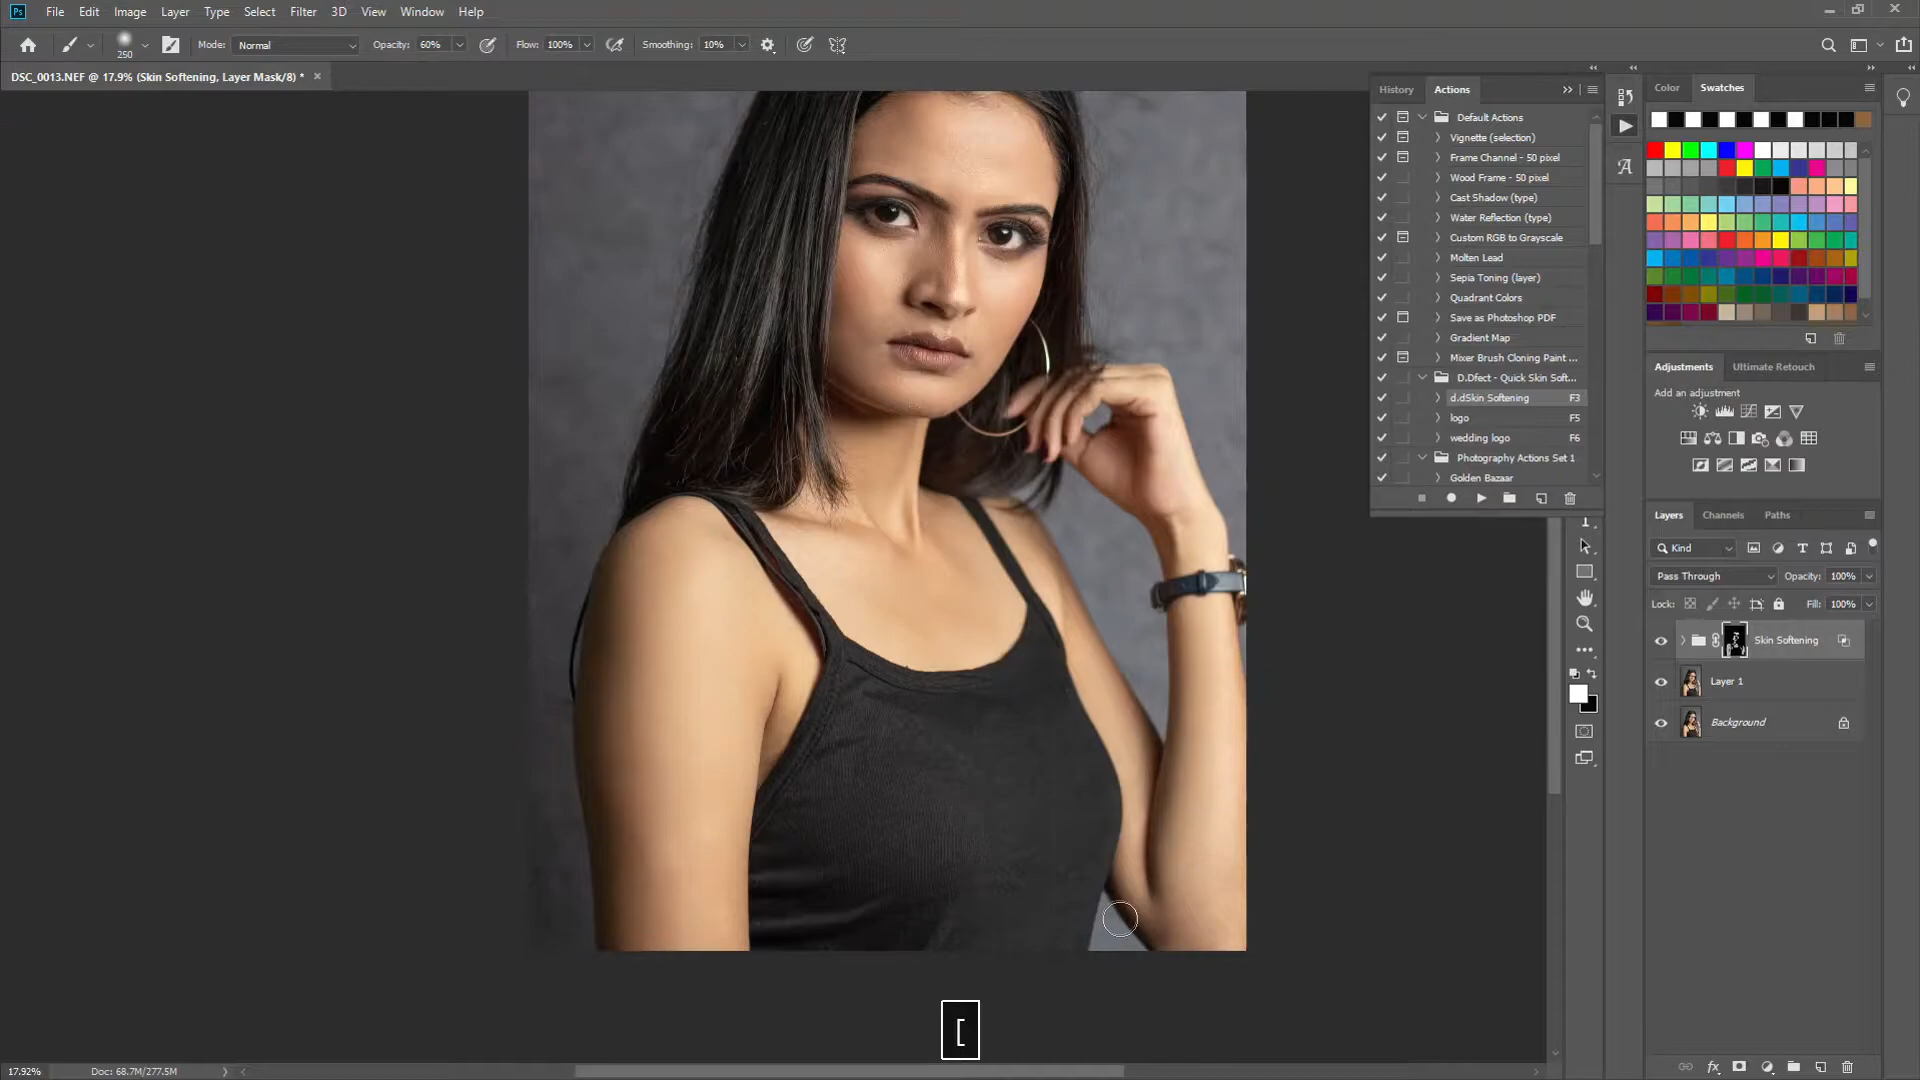 Ps File Edit Image Layer Type Select Filter 3D View Window Help
250 Mode: Normal Opacity: 60% Flow: 100% Smoothing: 10%
DSC_0013.NEF @ 17.9% (Skin Softening, Layer Mask/8) * ×
History Actions
Default Actions
Vignette (selection)
Frame Channel - 50 pixel
Wood Frame - 50 pixel
Cast Shadow (type)
Water Reflection (type)
Custom RGB to Grayscale
Molten Lead
Sepia Toning (layer)
Quadrant Colors
Save as Photoshop PDF
Gradient Map
Mixer Brush Cloning Paint ...
D.Dfect - Quick Skin Soft...
d.dSkin Softening F3
logo F5
wedding logo F6
Photography Actions Set 1
Golden Bazaar
Color Swatches
Adjustments Ultimate Retouch
Add an adjustment
Layers Channels Paths
Kind
Pass Through Opacity: 100%
Lock: Fill: 100%
Skin Softening
Layer 1
Background
[
17.92% Doc: 68.7M/277.5M